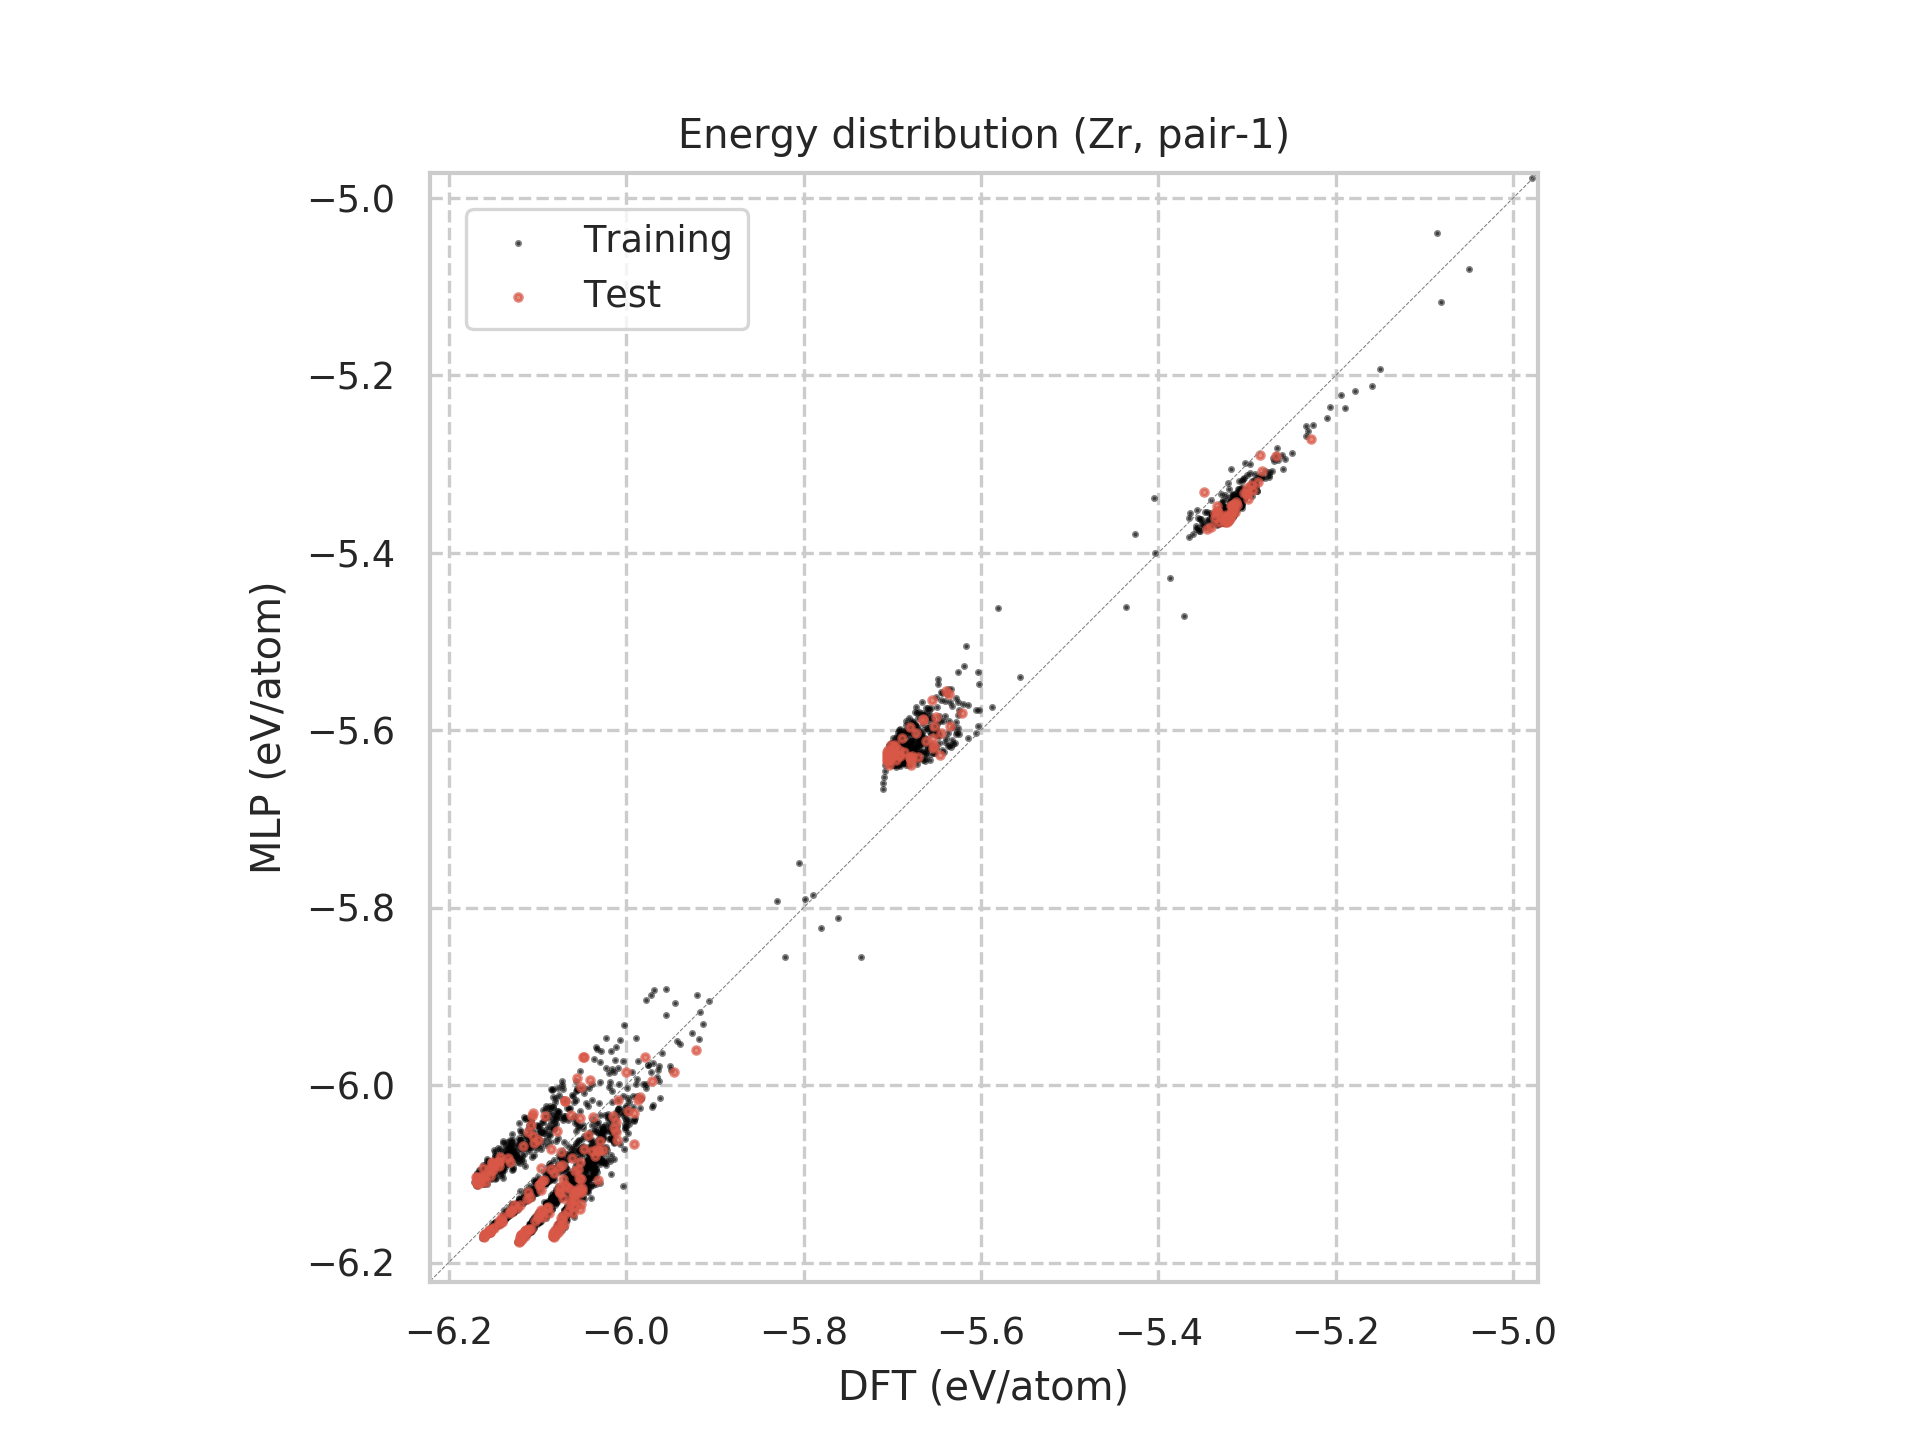 Energy distribution (Zr, pair-1)
Training
Test
MLP (eV/atom)
−5.0
−5.2
−5.4
−5.6
−5.8
−6.0
−6.2
−6.2 −6.0 −5.8 −5.6 −5.4 −5.2 −5.0
DFT (eV/atom)